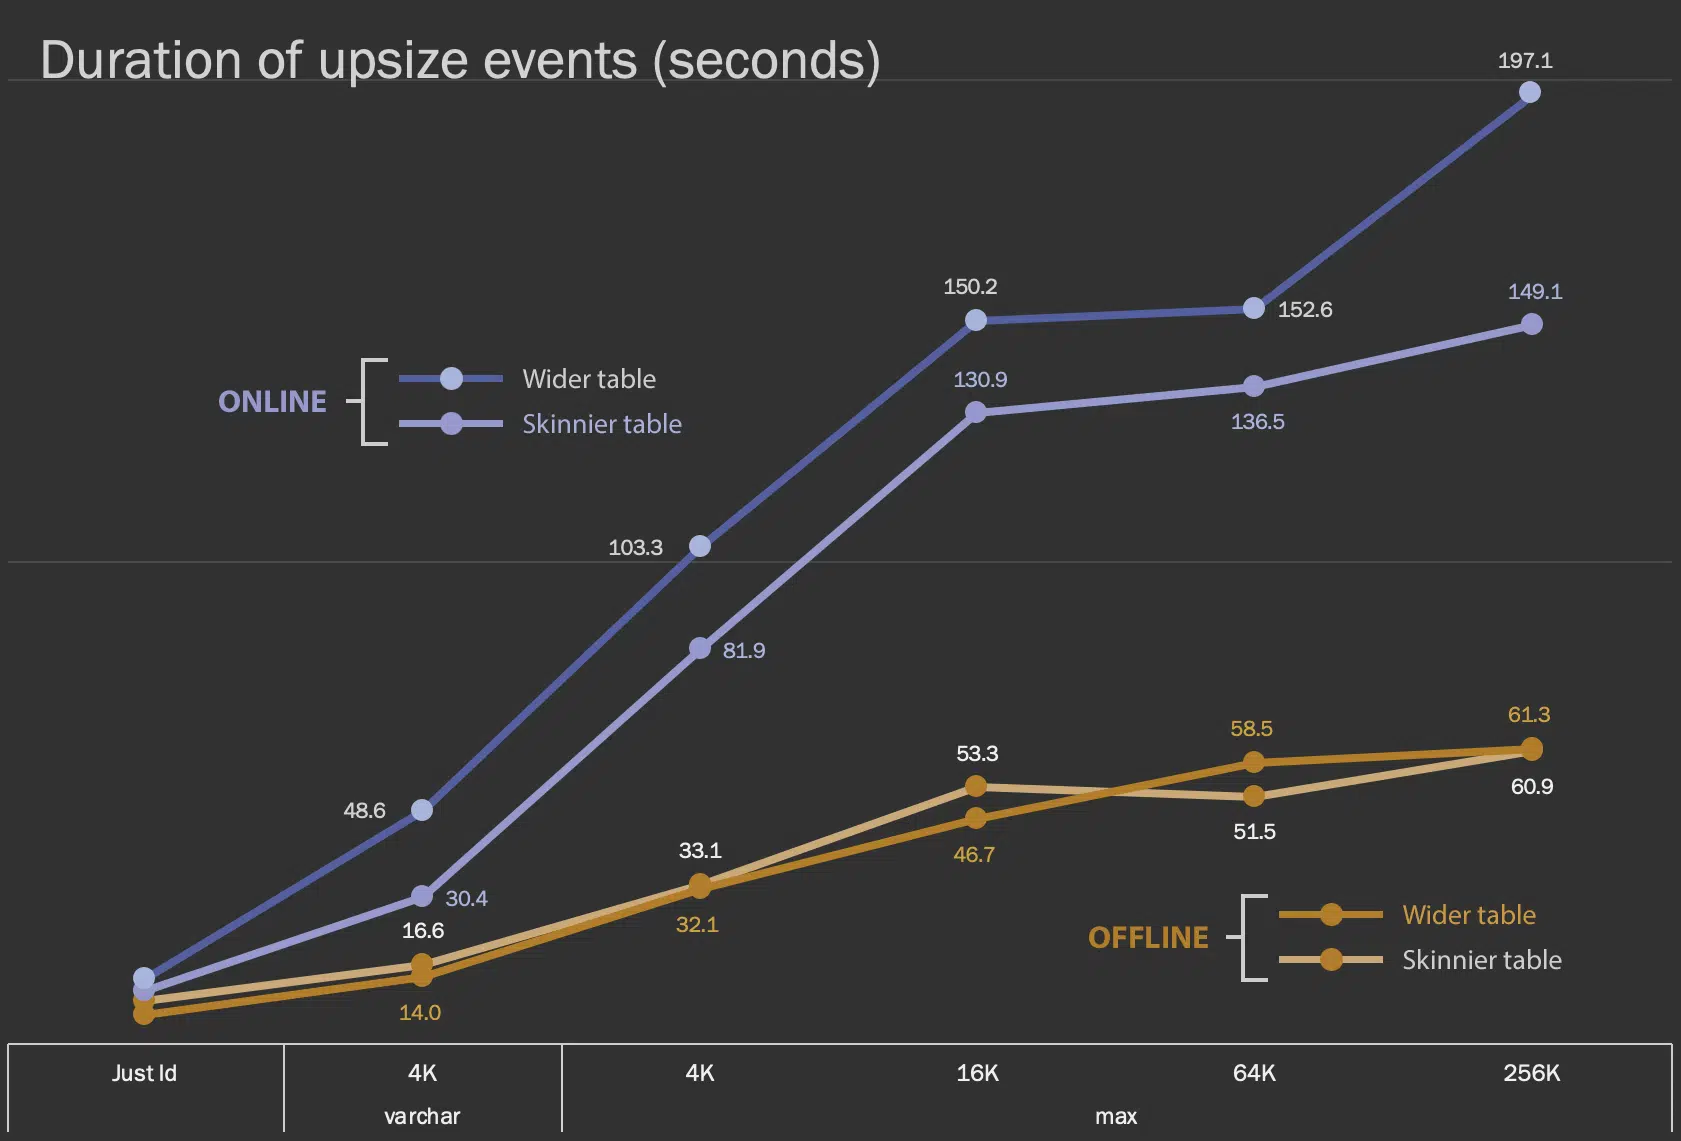 Duration of upsize events (seconds)
197.1
150.2
152.6
149.1
130.9
136.5
ONLINE
Wider table
Skinnier table
103.3
81.9
48.6
30.4
16.6
14.0
33.1
32.1
53.3
46.7
58.5
51.5
61.3
60.9
OFFLINE
Wider table
Skinnier table
Just Id
4K
4K
16K
64K
256K
varchar
max